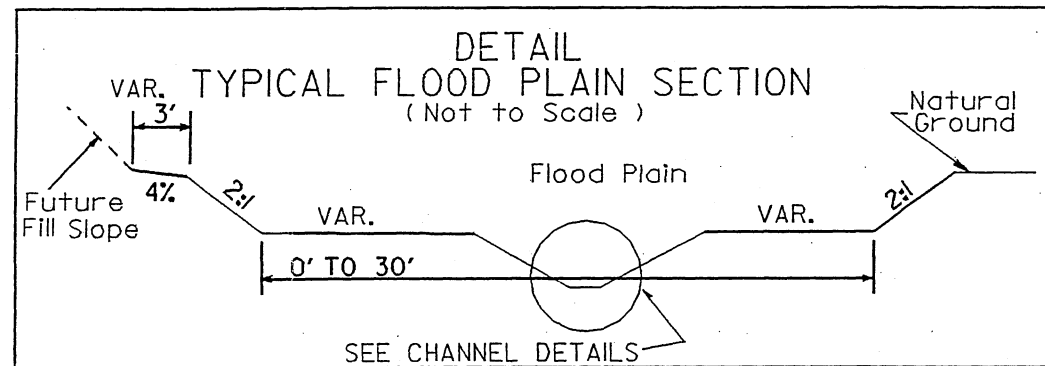 DETAIL
TYPICAL FLOOD PLAIN SECTION
( Not to Scale )
VAR.
3'
Natural
Ground
Flood Plain
4%
2:1
2:1
Future
Fill Slope
VAR.
VAR.
0' TO 30'
SEE CHANNEL DETAILS